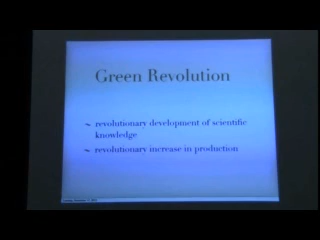 Green Revolution
~ revolutionary development of scientific
knowledge
~ revolutionary increase in production